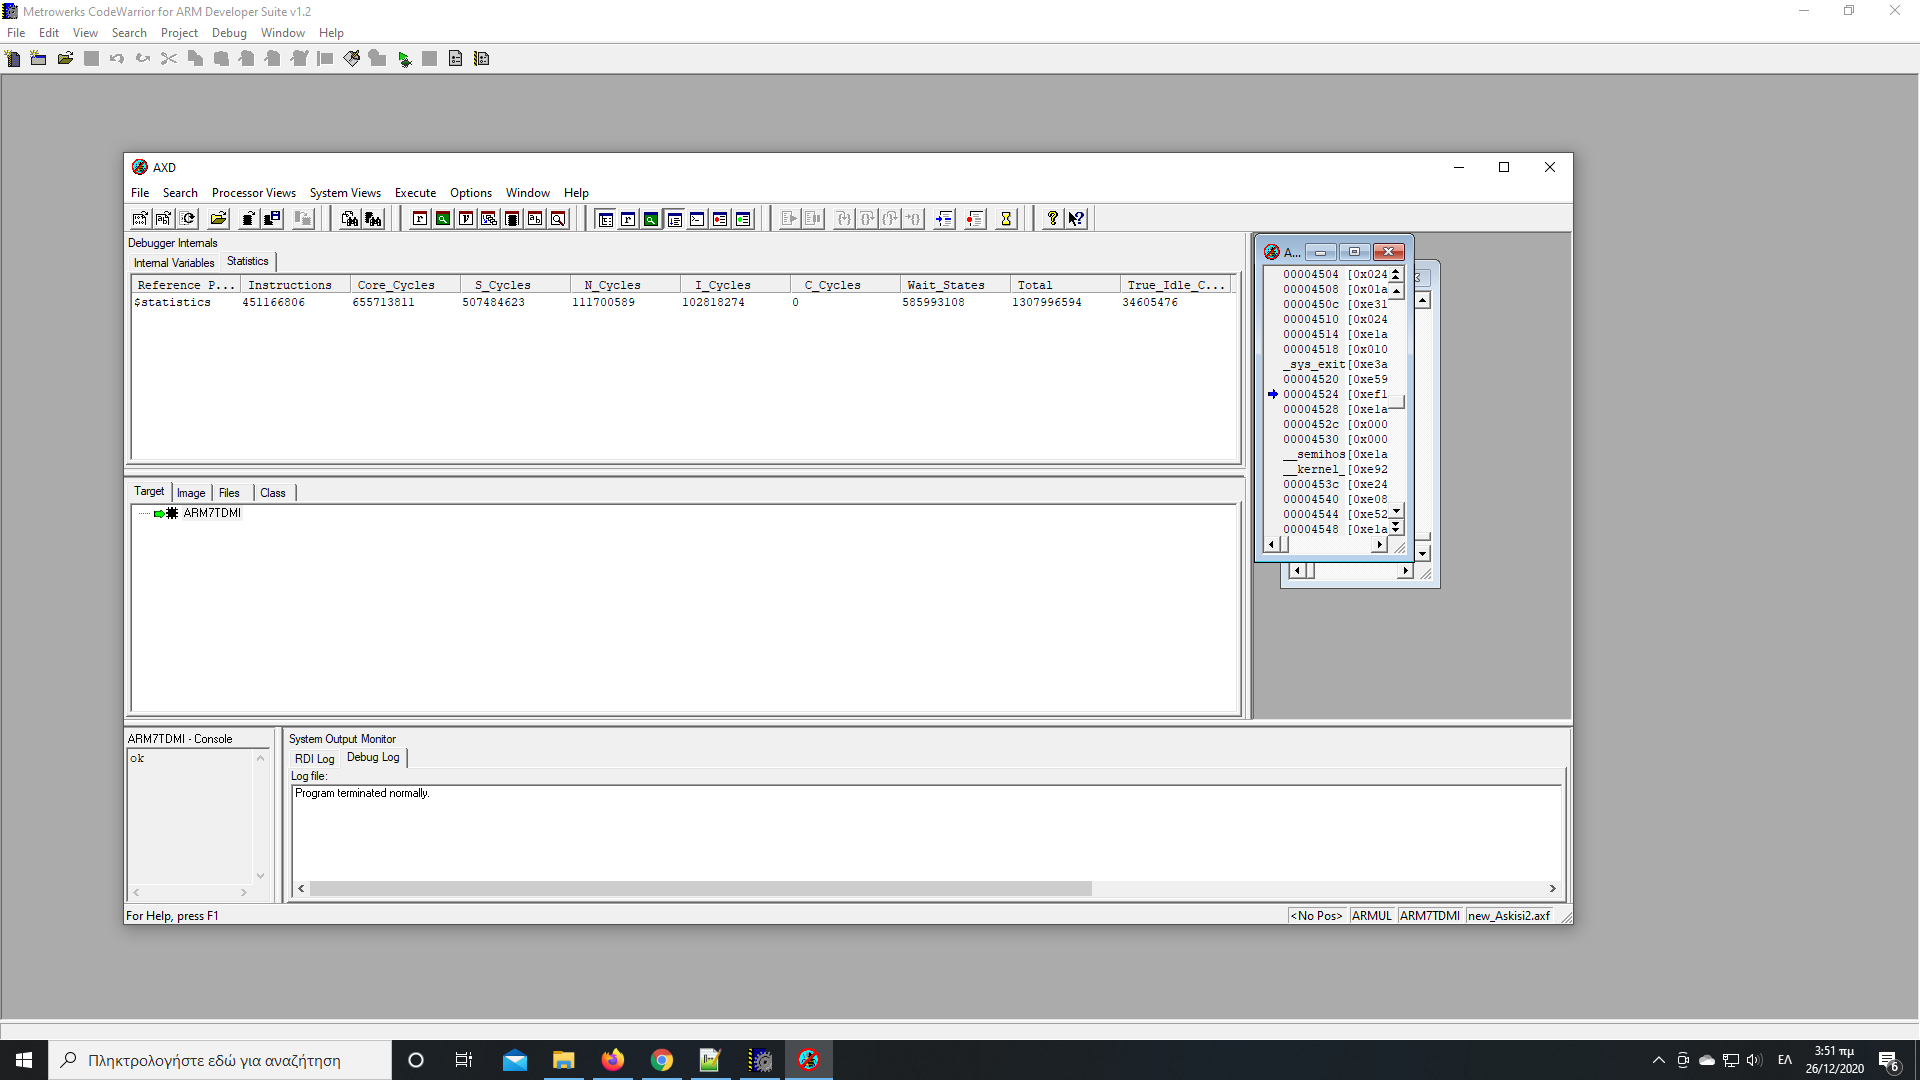 Metrowerks CodeWarrior for ARM Developer Suite v1.2
File Edit View Search Project Debug Window Help
AXD
File Search Processor Views System Views Execute Options Window Help
Debugger Internals
Internal Variables Statistics
Reference P... Instructions Core_Cycles S_Cycles N_Cycles I_Cycles C_Cycles Wait_States Total True_Idle_C...
$statistics 451166806 655713811 507484623 111700589 102818274 0 585993108 1307996594 34605476
A...
00004504 [0x024
00004508 [0x01a
0000450c [0xe31
00004510 [0x024
00004514 [0xe1a
00004518 [0x010
_sys_exit[0xe3a
00004520 [0xe59
00004524 [0xef1
00004528 [0xe1a
0000452c [0x000
00004530 [0x000
__semihos[0xe1a
__kernel_[0xe92
0000453c [0xe24
00004540 [0xe08
00004544 [0xe52
00004548 [0xe1a
Target Image Files Class
ARM7TDMI
ARM7TDMI - Console
ok
System Output Monitor
RDI Log Debug Log
Log file:
Program terminated normally.
For Help, press F1
<No Pos> ARMUL ARM7TDMI new_Askisi2.axf
Πληκτρολογήστε εδώ για αναζήτηση
ΕΛ
3:51 πμ
26/12/2020
6